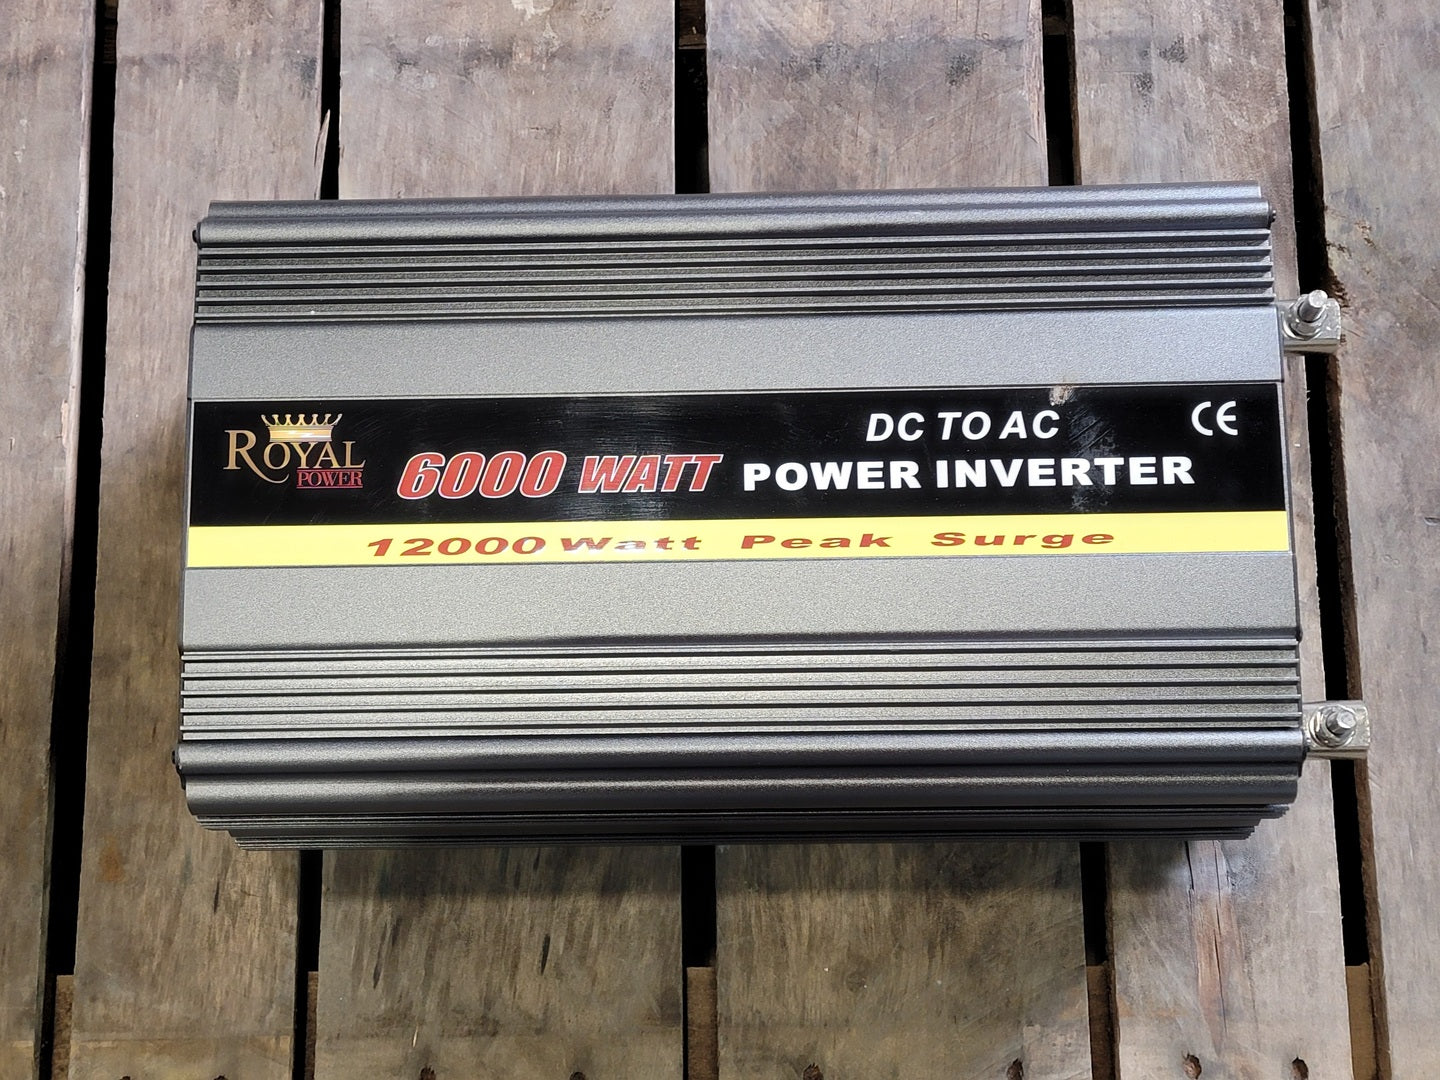 ROYAL
POWER
6000 WATT
DC TO AC
POWER INVERTER
CE
12000 Watt Peak Surge